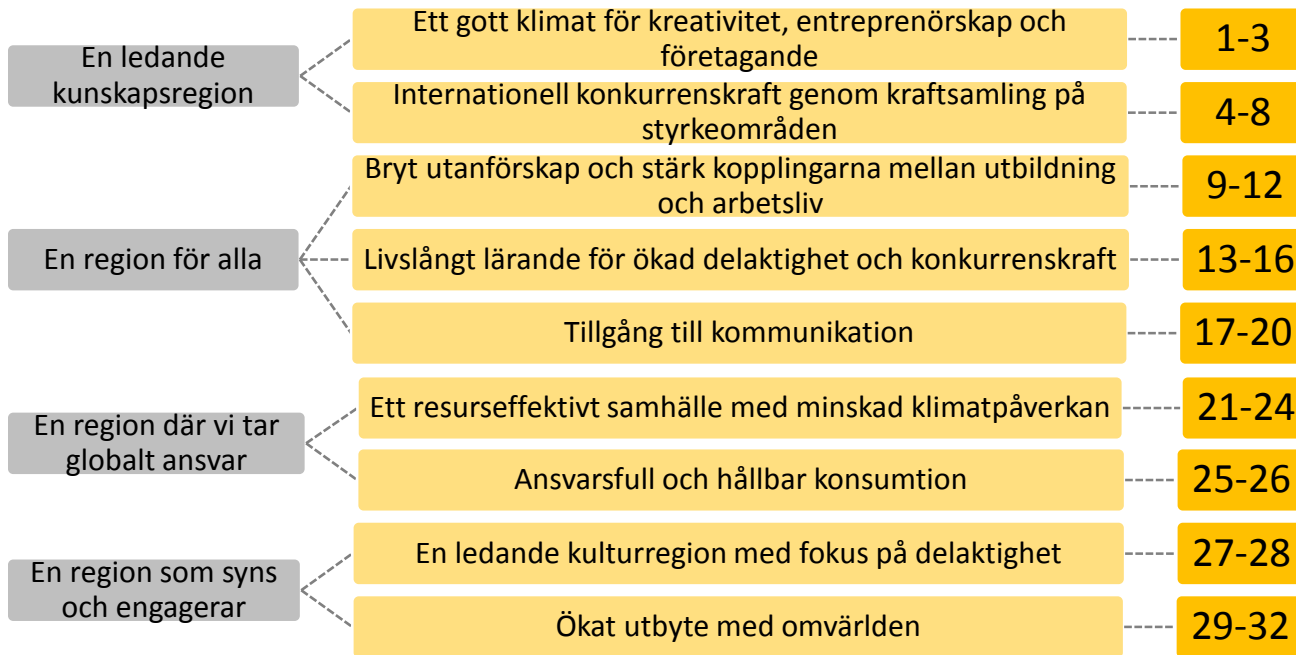 En ledande
kunskapsregion
Ett gott klimat för kreativitet, entreprenörskap och
företagande
1-3
Internationell konkurrenskraft genom kraftsamling på
styrkeområden
4-8
En region för alla
Bryt utanförskap och stärk kopplingarna mellan utbildning
och arbetsliv
9-12
Livslångt lärande för ökad delaktighet och konkurrenskraft
13-16
Tillgång till kommunikation
17-20
En region där vi tar
globalt ansvar
Ett resurseffektivt samhälle med minskad klimatpåverkan
21-24
Ansvarsfull och hållbar konsumtion
25-26
En region som syns
och engagerar
En ledande kulturregion med fokus på delaktighet
27-28
Ökat utbyte med omvärlden
29-32